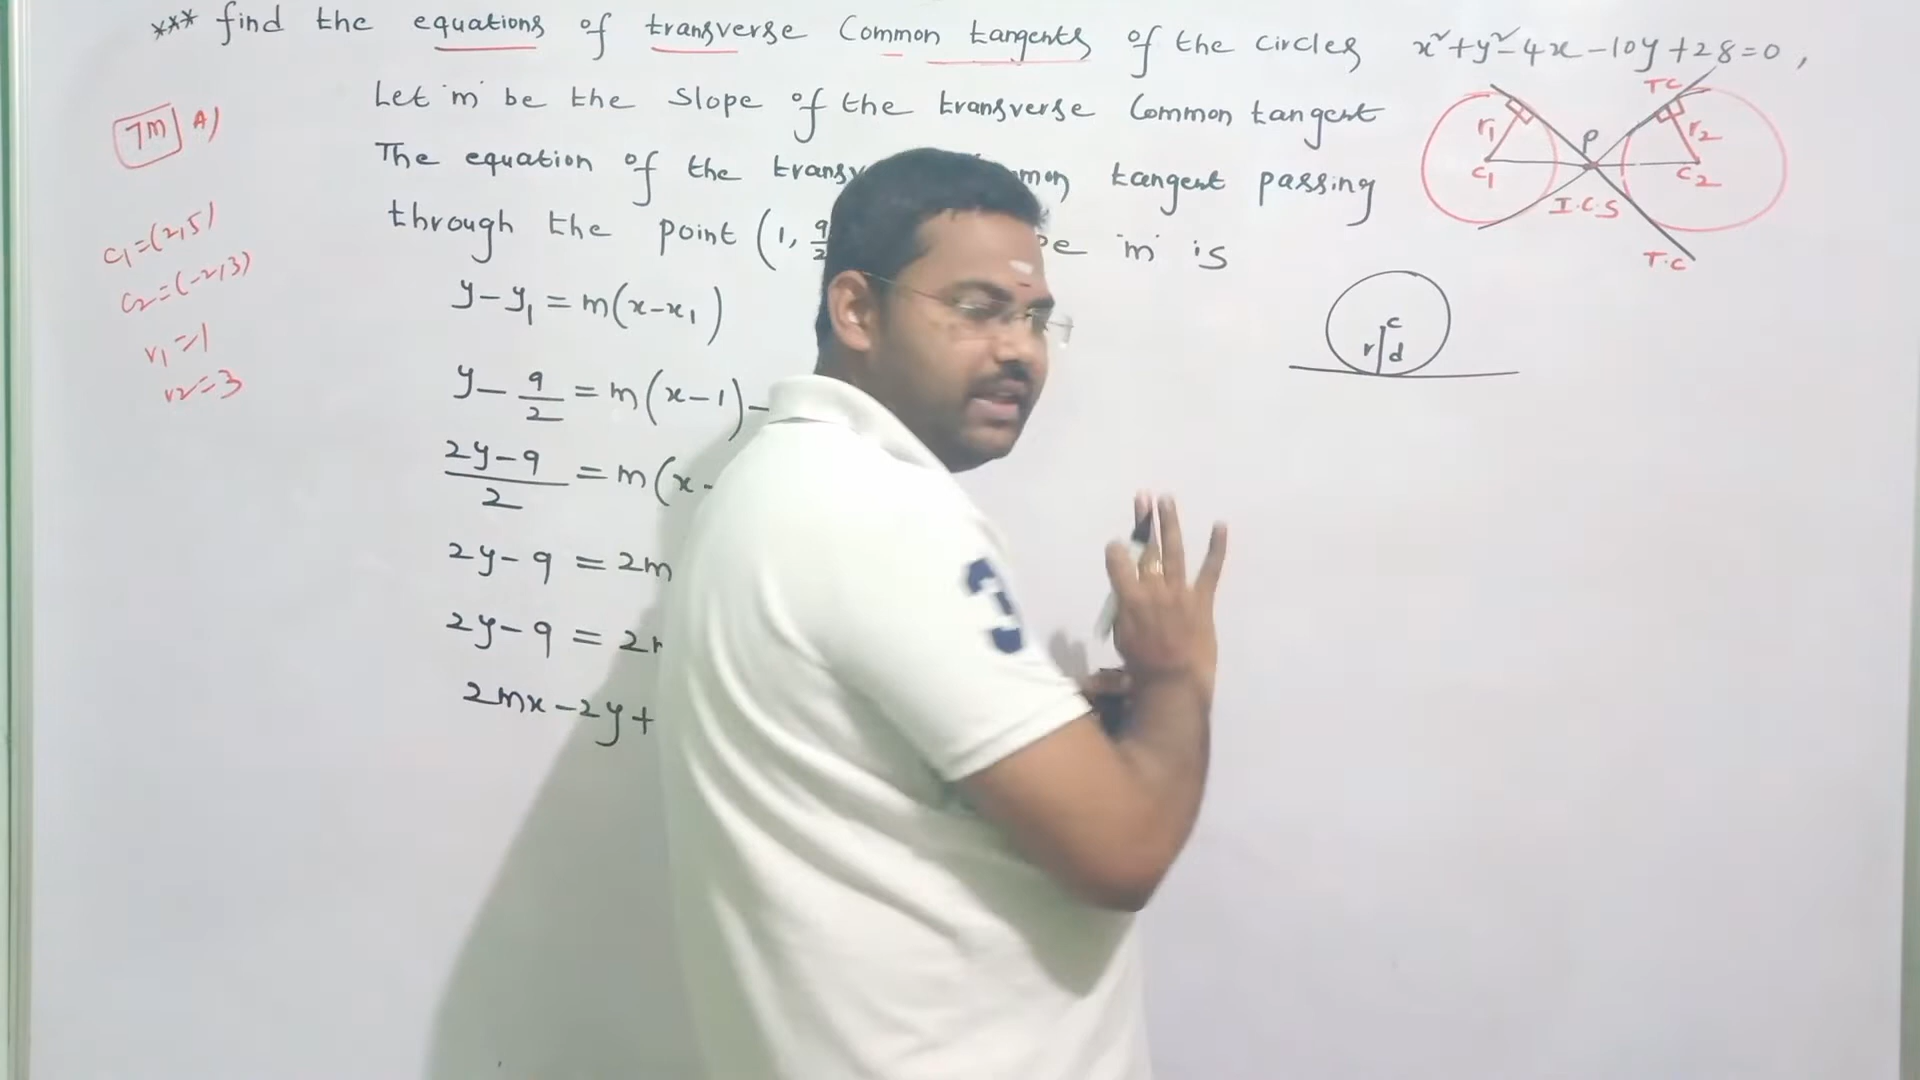 *** find the equations of transverse Common tangents of the circles x²+y²-4x-10y+28=0,
7m A) Let 'm' be the slope of the transverse Common tangent
The equation of the tangent passing
through the point (1, 9/2) 'm' is
C1=(2,5)
C2=(-2,3)
r1=1
r2=3
y-y1=m(x-x1)
y-9/2=m(x-1)-
2y-9/2=m(x-
2y-9=2m
2y-9=2
2mx-2y+
T.C
r1
P
r2
C1
C2
I.C.S
T.C
c
r d
3